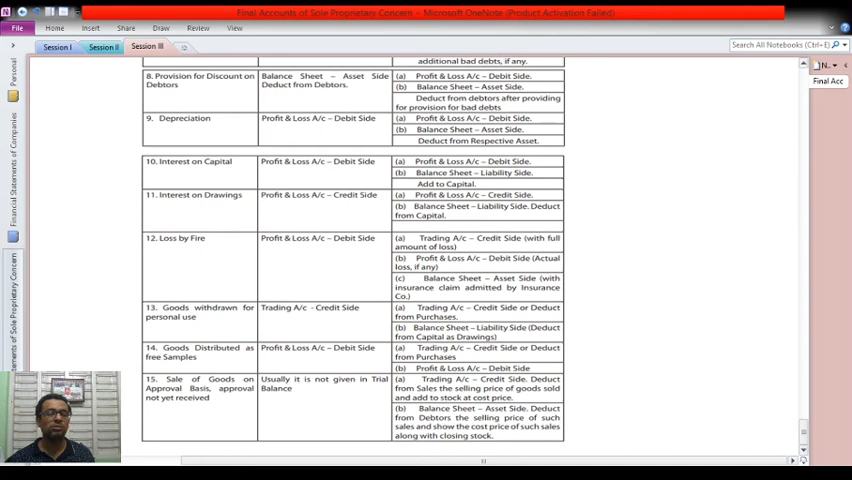 Final Accounts of Sole Proprietary Concern - Microsoft OneNote (Product Activation Failed)
File Home Insert Share Draw Review View
Session I Session II Session III
Search All Notebooks (Ctrl+E)
Personal
Financial Statements of Companies
Statements of Sole Proprietary Concern
N..
Final Acc
additional bad debts, if any.
8. Provision for Discount on Debtors
Balance Sheet – Asset Side
Deduct from Debtors.
(a) Profit & Loss A/c – Debit Side.
(b) Balance Sheet – Asset Side.
Deduct from debtors after providing
for provision for bad debts
9. Depreciation
Profit & Loss A/c – Debit Side
(a) Profit & Loss A/c – Debit Side.
(b) Balance Sheet – Asset Side.
Deduct from Respective Asset.
10. Interest on Capital
Profit & Loss A/c – Debit Side
(a) Profit & Loss A/c – Debit Side.
(b) Balance Sheet – Liability Side.
Add to Capital.
11. Interest on Drawings
Profit & Loss A/c – Credit Side
(a) Profit & Loss A/c – Credit Side.
(b) Balance Sheet – Liability Side. Deduct
from Capital.
12. Loss by Fire
Profit & Loss A/c – Debit Side
(a) Trading A/c – Credit Side (with full
amount of loss)
(b) Profit & Loss A/c – Debit Side (Actual
loss, if any)
(c) Balance Sheet – Asset Side (with
insurance claim admitted by Insurance
Co.)
13. Goods withdrawn for
personal use
Trading A/c - Credit Side
(a) Trading A/c – Credit Side or Deduct
from Purchases.
(b) Balance Sheet – Liability Side (Deduct
from Capital as Drawings)
14. Goods Distributed as
free Samples
Profit & Loss A/c – Debit Side
(a) Trading A/c – Credit Side or Deduct
from Purchases
(b) Profit & Loss A/c – Debit Side
15. Sale of Goods on
Approval Basis, approval
not yet received
Usually it is not given in Trial
Balance
(a) Trading A/c – Credit Side. Deduct
from Sales the selling price of goods sold
and add to stock at cost price.
(b) Balance Sheet – Asset Side. Deduct
from Debtors the selling price of such
sales and show the cost price of such sales
along with closing stock.